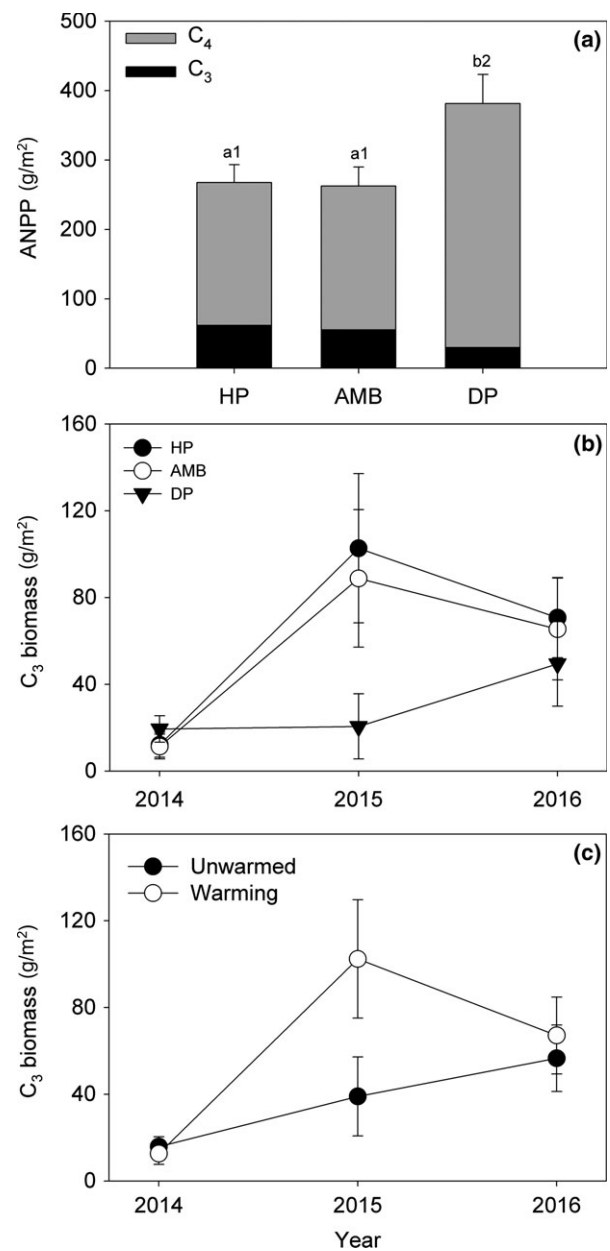 500
400
300
200
100
0
ANPP (g/m²)
C₄
C₃
(a)
a1
a1
b2
HP
AMB
DP
160
120
80
40
0
C₃ biomass (g/m²)
HP
AMB
DP
(b)
2014
2015
2016
160
120
80
40
0
C₃ biomass (g/m²)
Unwarmed
Warming
(c)
2014
2015
2016
Year